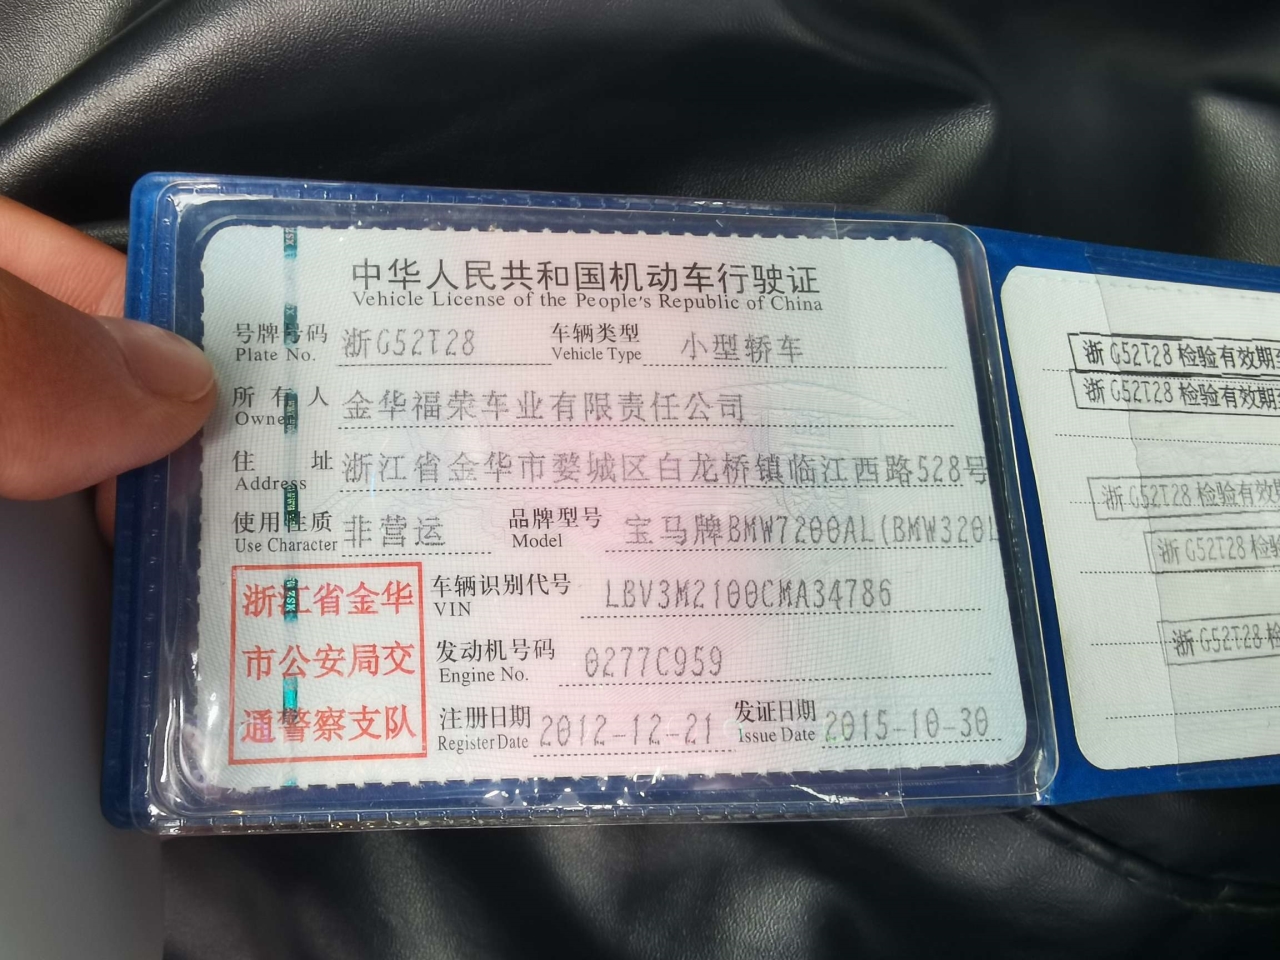 中华人民共和国机动车行驶证
Vehicle License of the People's Republic of China
号牌号码 浙G52T28 车辆类型 小型轿车
Plate No. Vehicle Type
所有人 金华福荣车业有限责任公司
Owner
住址 浙江省金华市婺城区白龙桥镇临江西路528号
Address
使用性质 非营运 品牌型号 宝马牌BMW7200AL(BMW320L
Use Character Model
浙江省金华
市公安局交
通警察支队
车辆识别代号 LBV3M2100CMA34786
VIN
发动机号码 0277C959
Engine No.
注册日期 2012-12-21 发证日期 2015-10-30
Register Date Issue Date
浙G52T28检验有效期至
浙G52T28检验有效期
浙G52T28检验有效
浙G52T28检验
浙G52T28检